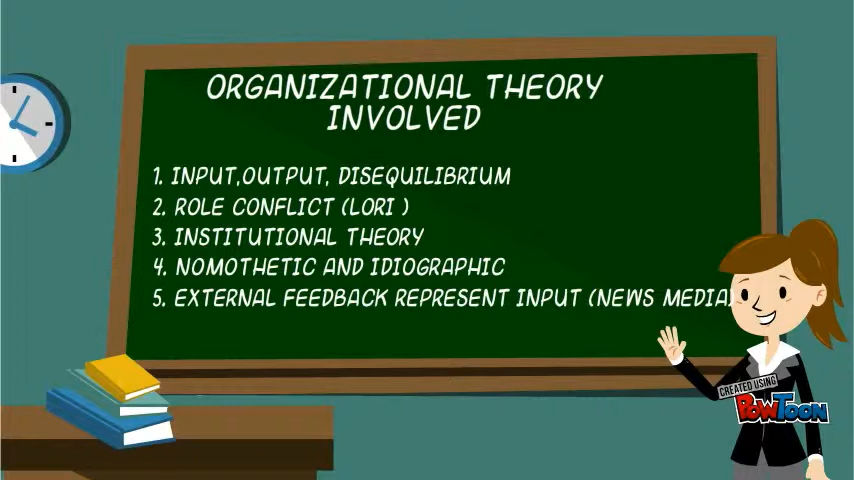 ORGANIZATIONAL THEORY
INVOLVED
1. INPUT,OUTPUT, DISEQUILIBRIUM
2. ROLE CONFLICT (LORI )
3. INSTITUTIONAL THEORY
4. NOMOTHETIC AND IDIOGRAPHIC
5. EXTERNAL FEEDBACK REPRESENT INPUT (NEWS MEDIA)
CREATED USING
POWTOON